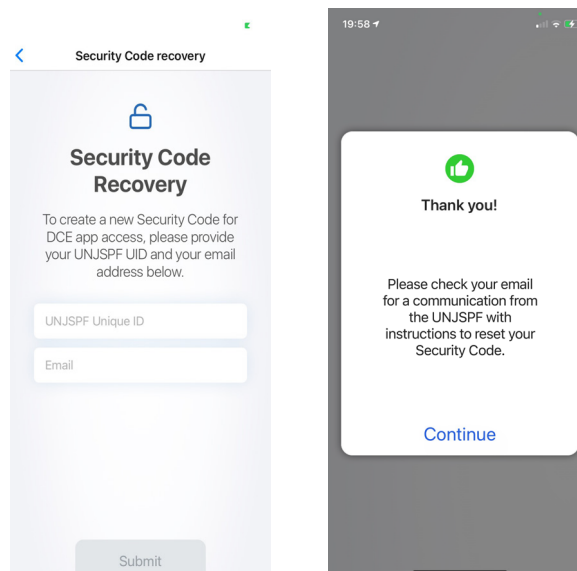 Security Code recovery
Security Code
Recovery
To create a new Security Code for
DCE app access, please provide
your UNJSPF UID and your email
address below.
UNJSPF Unique ID
Email
Submit
19:58
Thank you!
Please check your email
for a communication from
the UNJSPF with
instructions to reset your
Security Code.
Continue